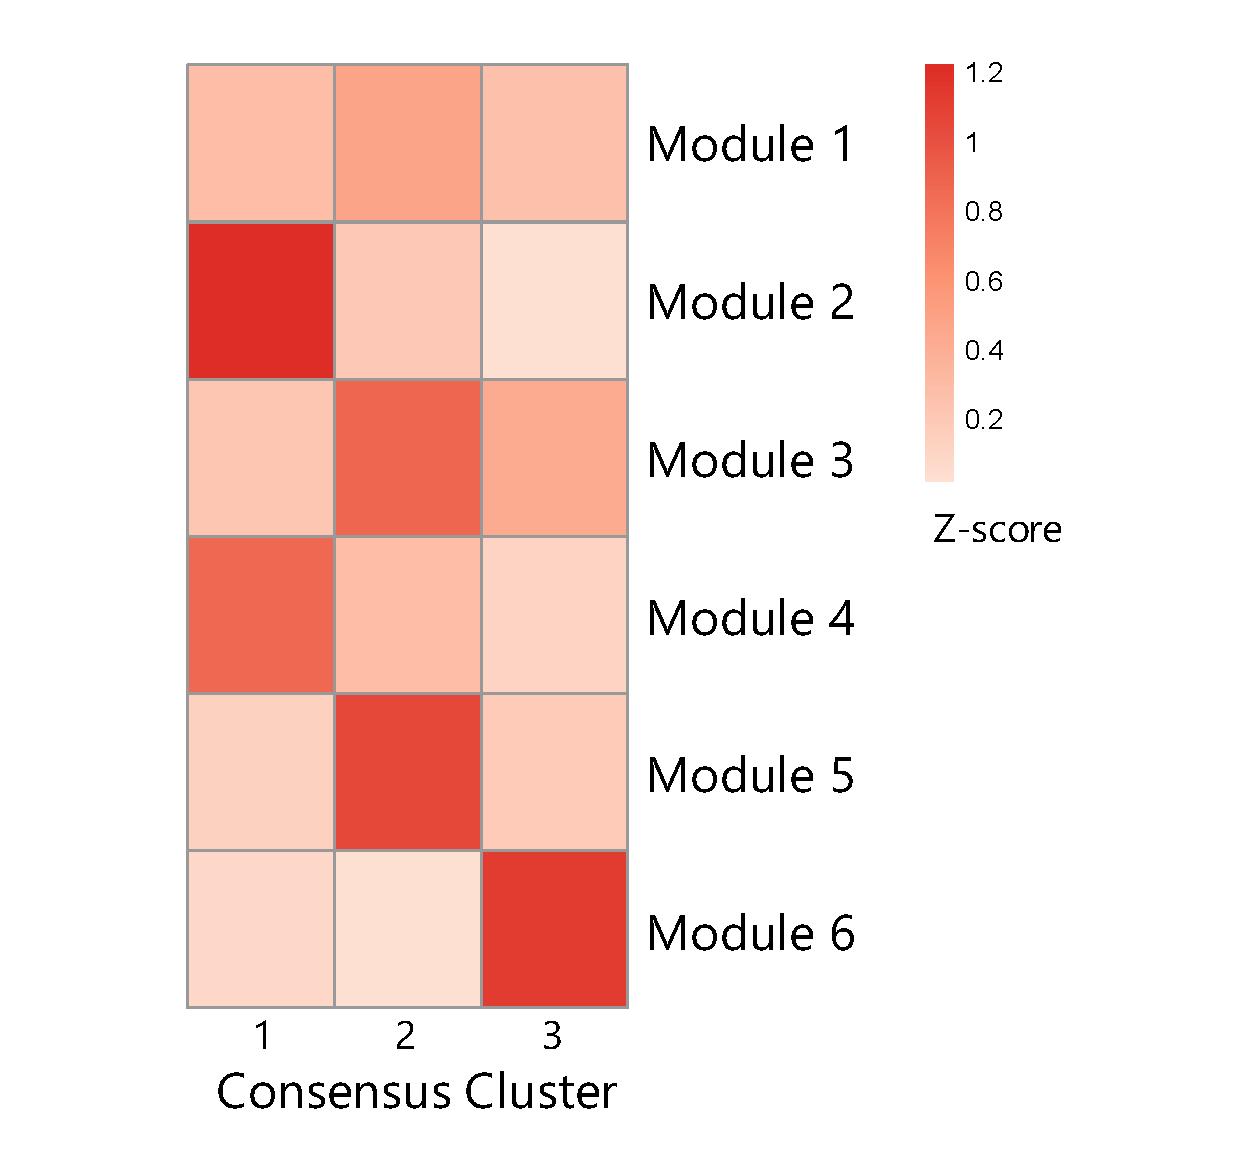 Module 1
Module 2
Module 3
Module 4
Module 5
Module 6
1 2 3
Consensus Cluster
1.2
1
0.8
0.6
0.4
0.2
Z-score